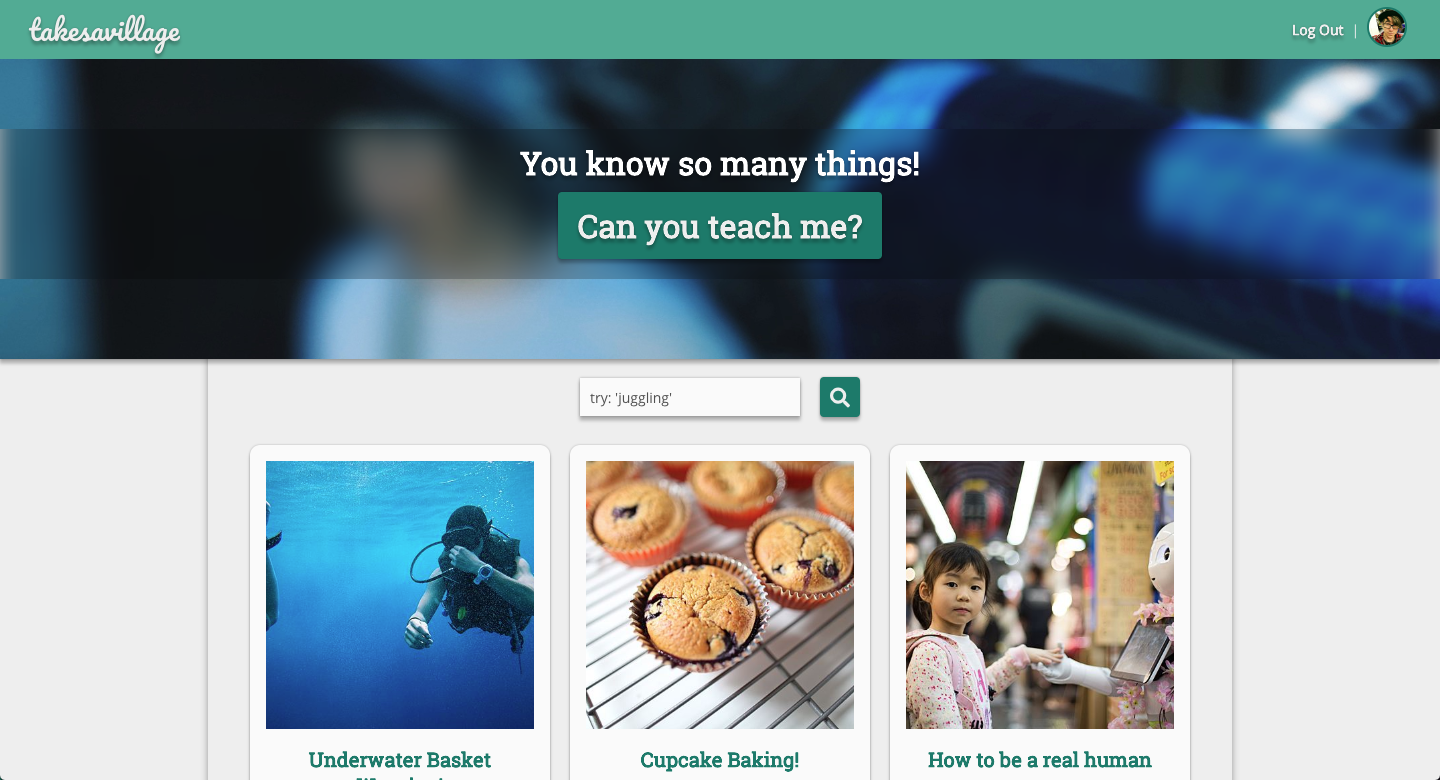 takesavillage
Log Out |
You know so many things!
Can you teach me?
try: 'juggling'
Underwater Basket
Cupcake Baking!
How to be a real human